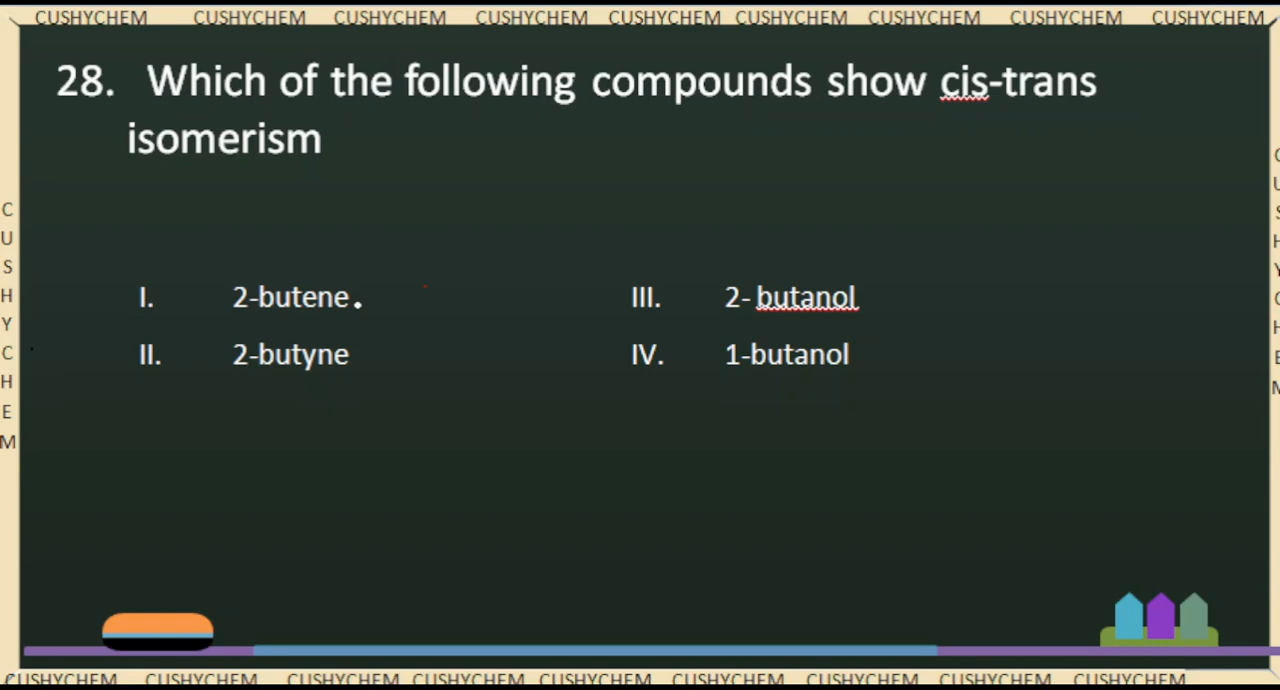 CUSHYCHEM CUSHYCHEM CUSHYCHEM CUSHYCHEM CUSHYCHEM CUSHYCHEM CUSHYCHEM CUSHYCHEM CUSHYCHEM
28. Which of the following compounds show cis-trans
isomerism
CUSHYCHEM
CUSHYCHEM
I. 2-butene. III. 2- butanol
II. 2-butyne IV. 1-butanol
CUSHYCHEM CUSHYCHEM CUSHYCHEM CUSHYCHEM CUSHYCHEM CUSHYCHEM CUSHYCHEM CUSHYCHEM CUSHYCHEM